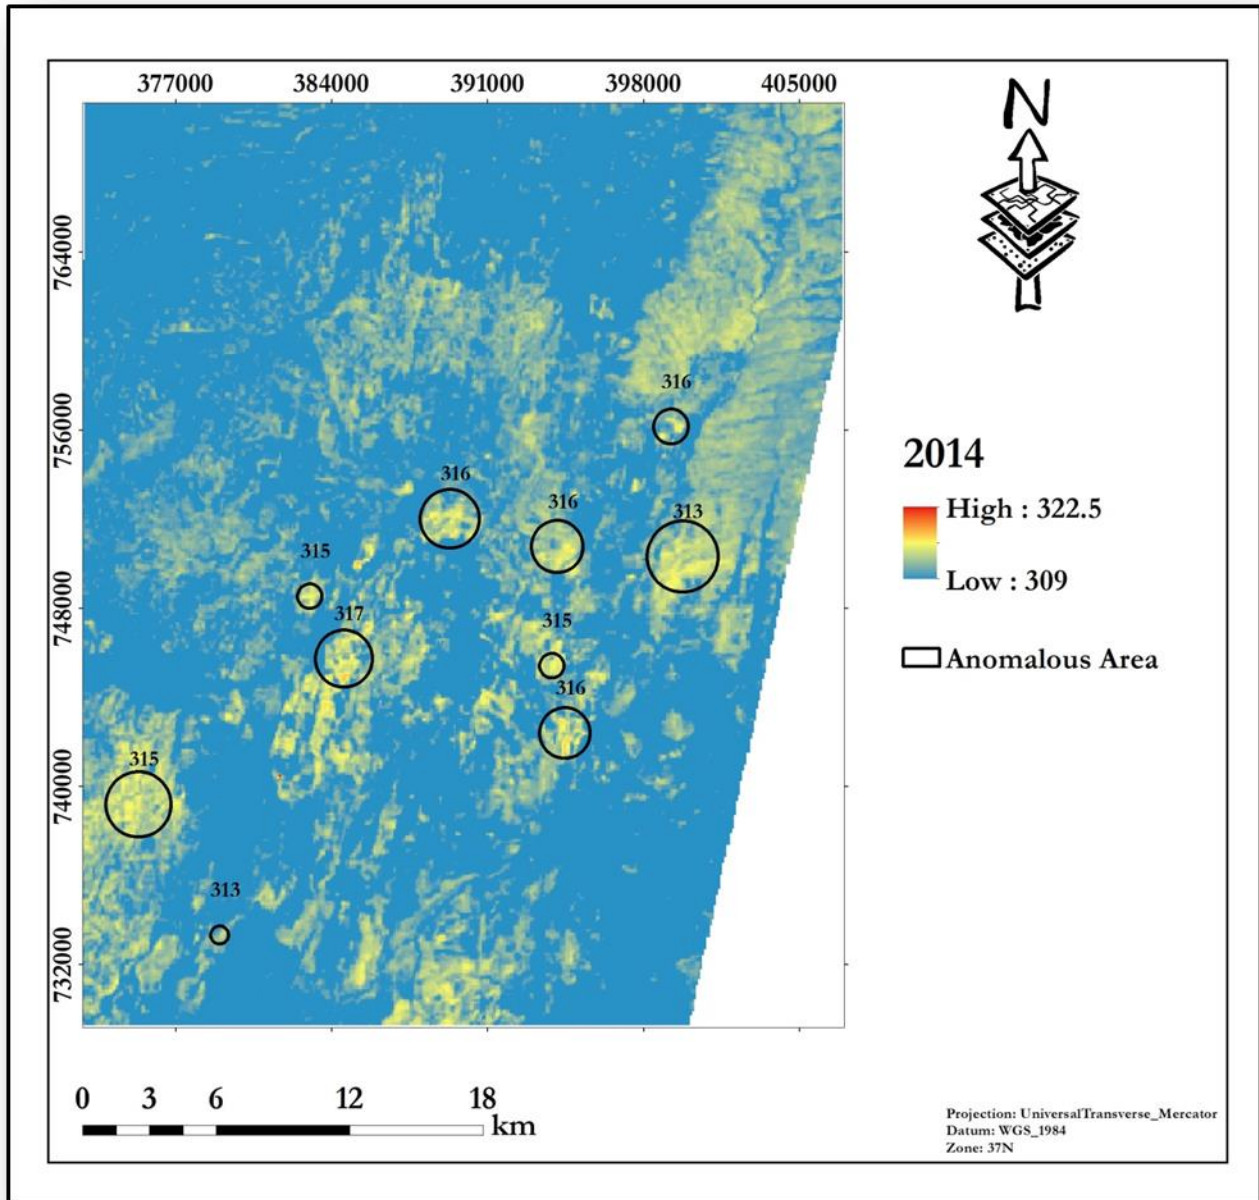 377000 384000 391000 398000 405000
N
764000
756000
748000
740000
732000
316
316
316
313
315
317
315
316
315
313
2014
High : 322.5
Low : 309
Anomalous Area
0 3 6 12 18
km
Projection: UniversalTransverse_Mercator
Datum: WGS_1984
Zone: 37N